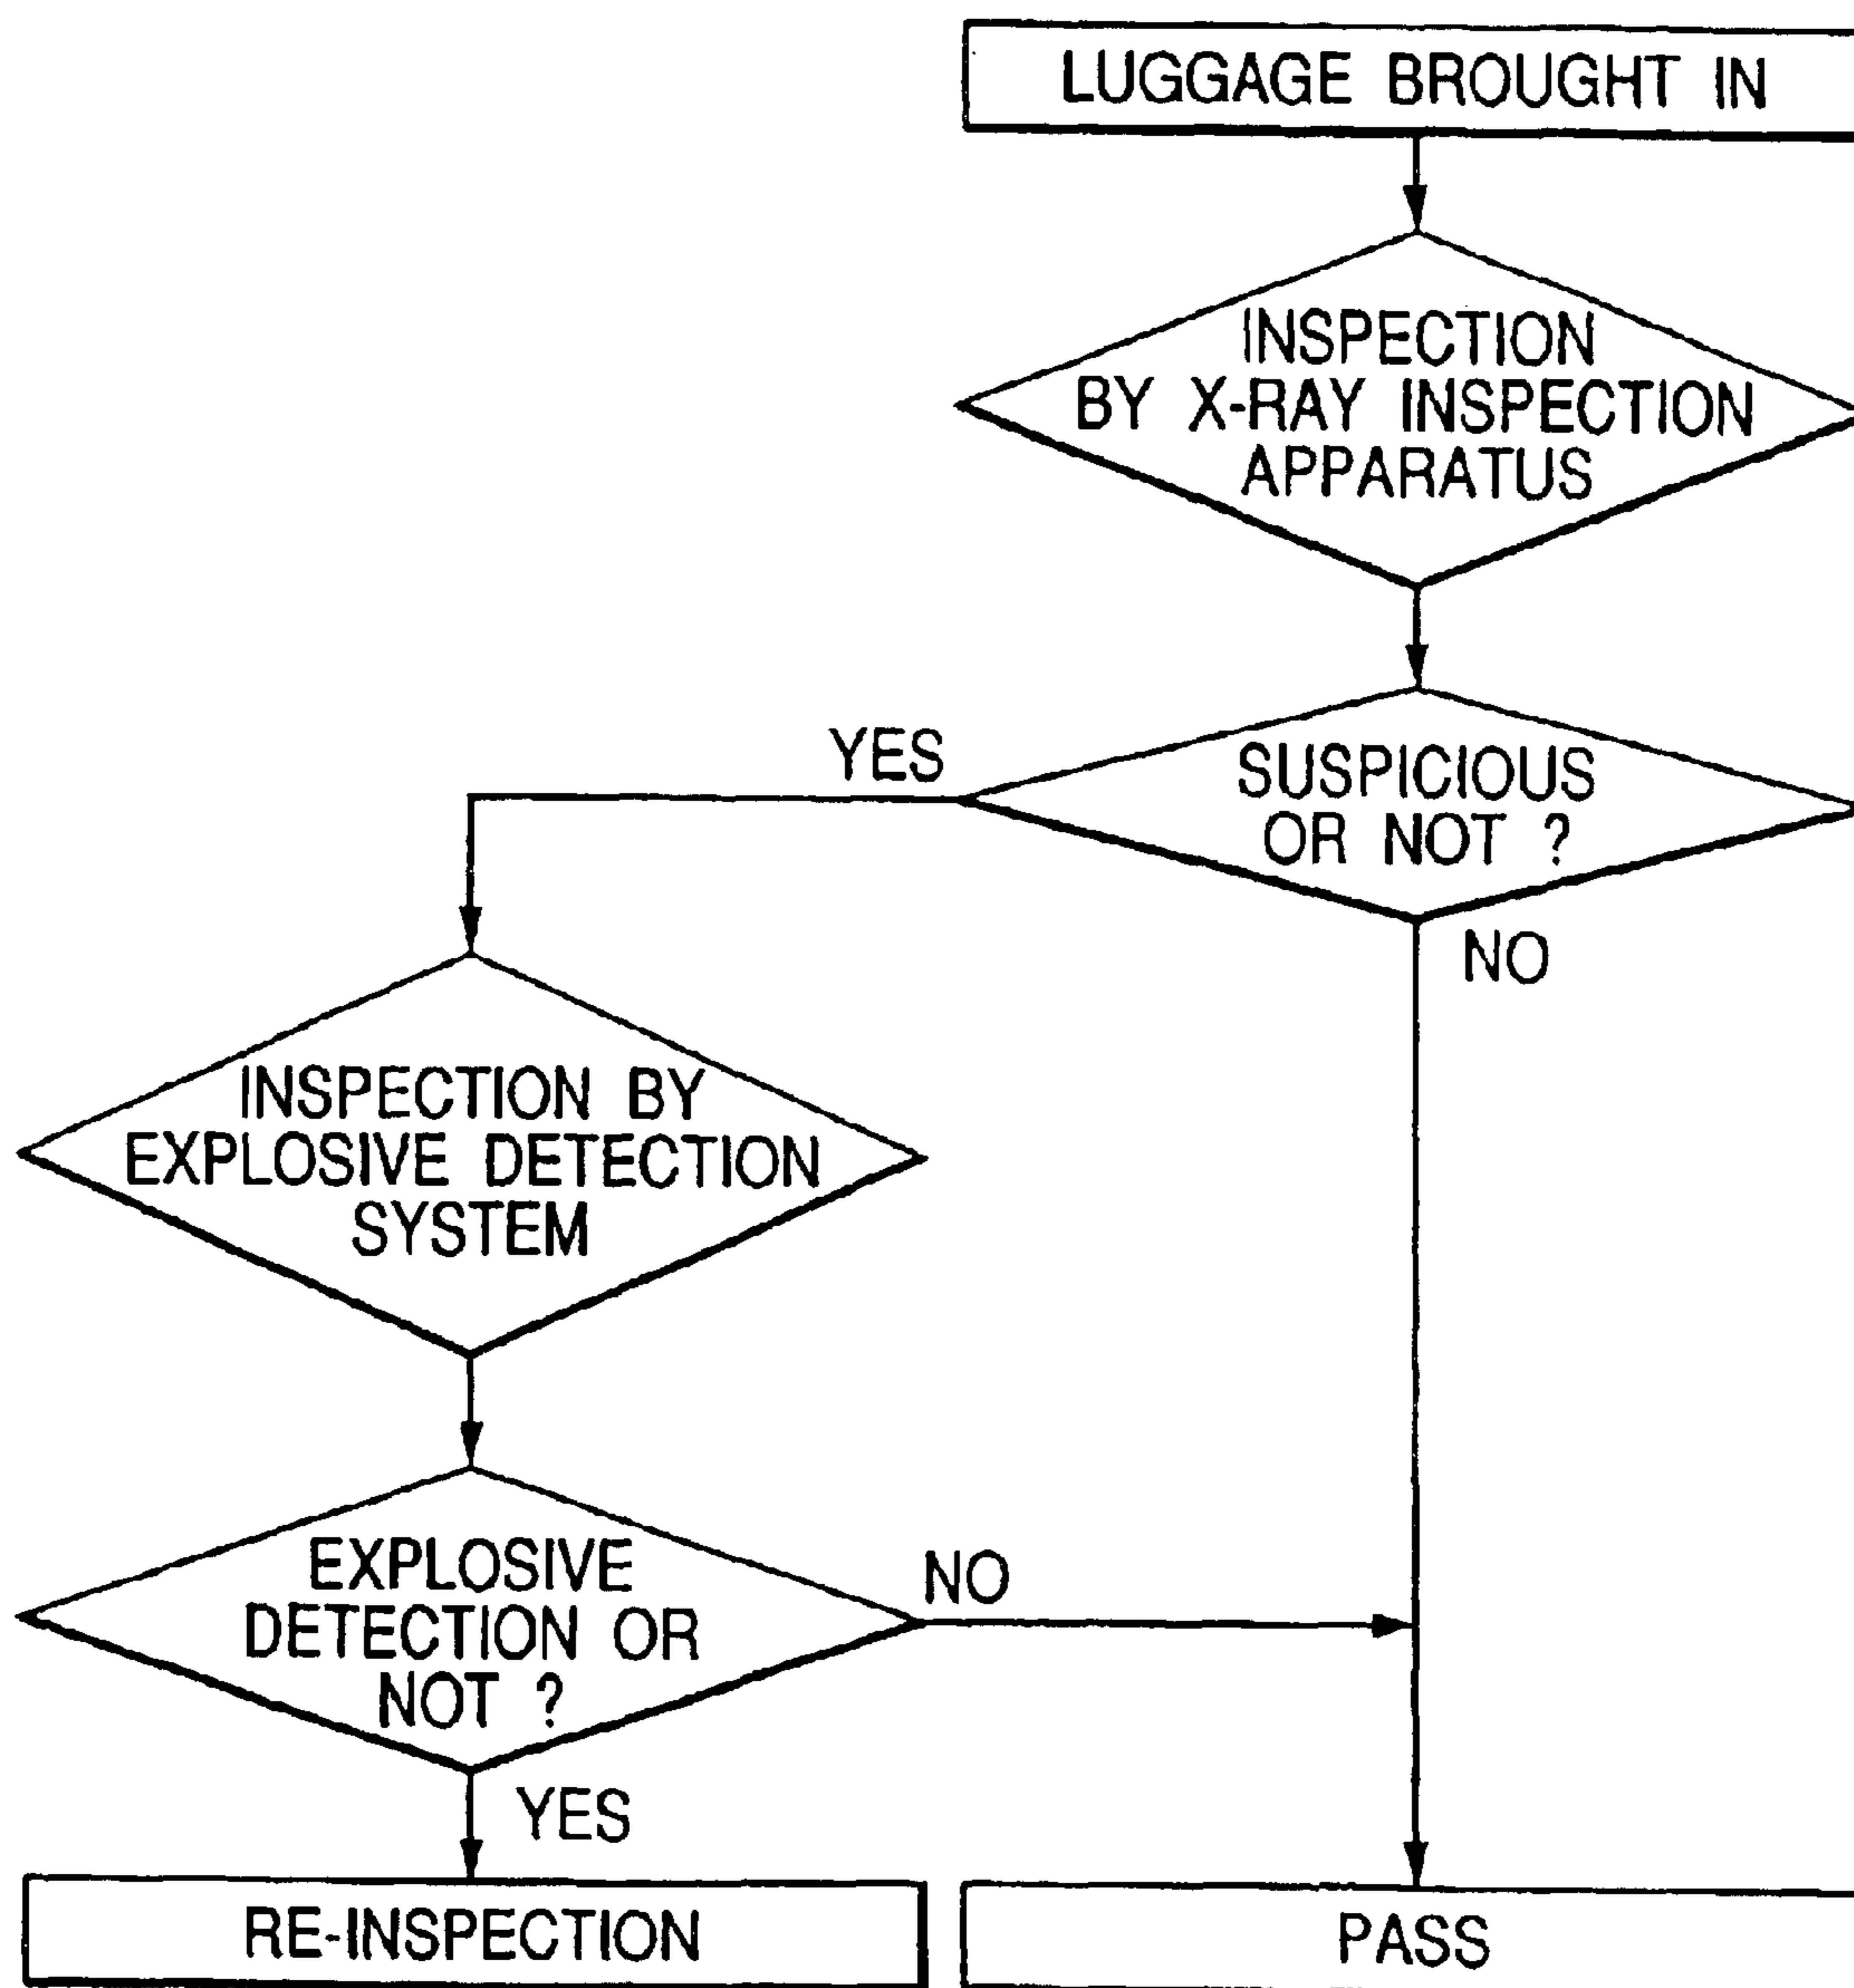 LUGGAGE BROUGHT IN
INSPECTION
BY X-RAY INSPECTION
APPARATUS
YES
SUSPICIOUS
OR NOT ?
NO
INSPECTION BY
EXPLOSIVE DETECTION
SYSTEM
EXPLOSIVE
DETECTION OR
NOT ?
NO
YES
RE-INSPECTION
PASS